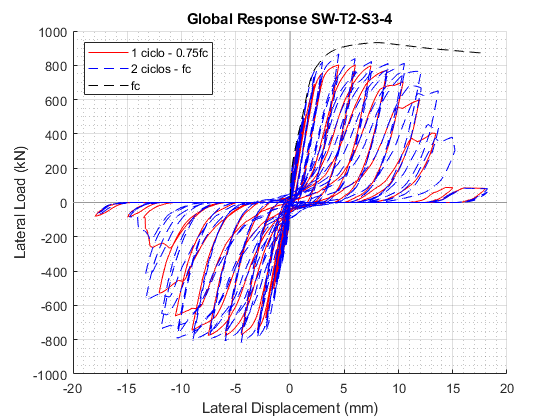 Global Response SW-T2-S3-4
1000
800
600
400
200
0
-200
-400
-600
-800
-1000
1 ciclo - 0.75fc
2 ciclos - fc
fc
Lateral Load (kN)
-20 -15 -10 -5 0 5 10 15 20
Lateral Displacement (mm)